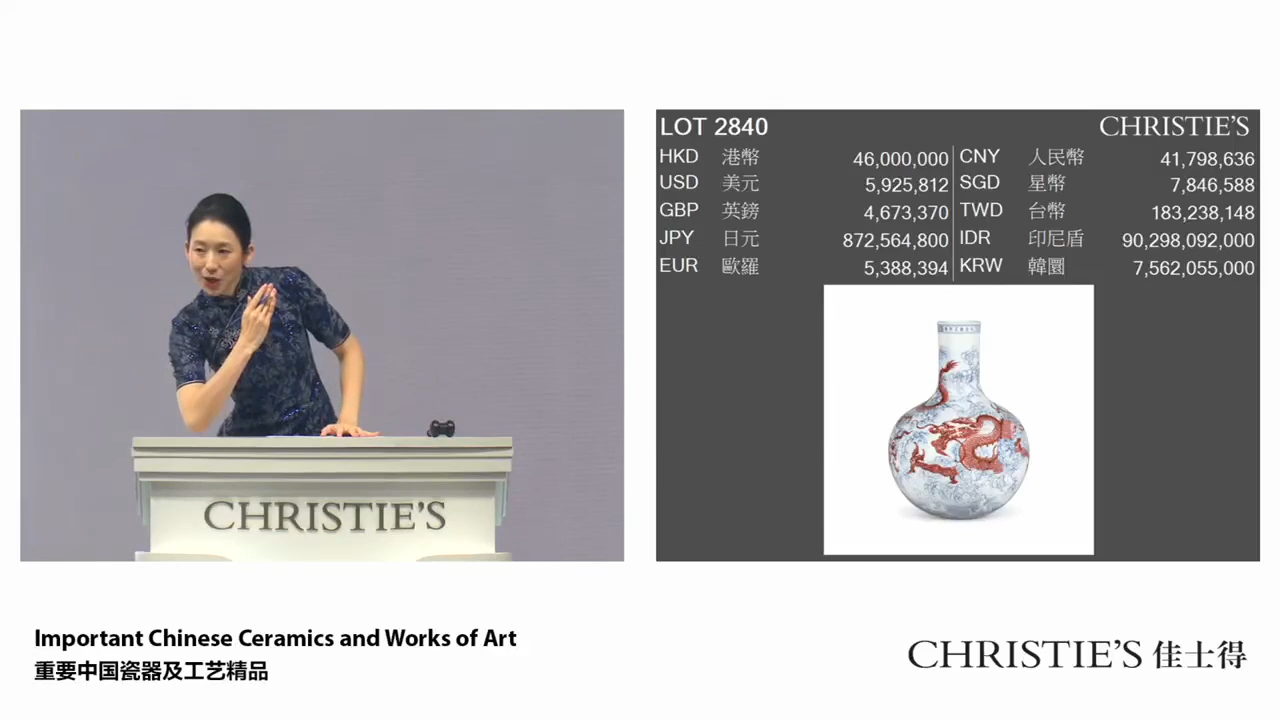 CHRISTIE'S
LOT 2840 CHRISTIE'S
HKD 港幣 46,000,000 CNY 人民幣 41,798,636
USD 美元 5,925,812 SGD 星幣 7,846,588
GBP 英鎊 4,673,370 TWD 台幣 183,238,148
JPY 日元 872,564,800 IDR 印尼盾 90,298,092,000
EUR 歐羅 5,388,394 KRW 韓圜 7,562,055,000
Important Chinese Ceramics and Works of Art
重要中国瓷器及工艺精品
CHRISTIE'S 佳士得